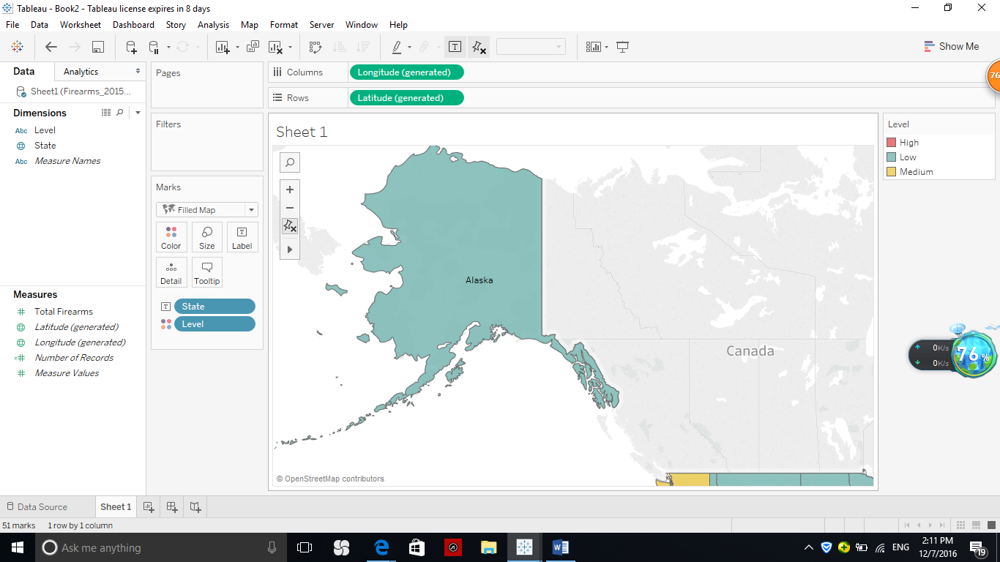 Tableau - Book2 - Tableau license expires in 8 days
File Data Worksheet Dashboard Story Analysis Map Format Server Window Help
Show Me
Data Analytics
Sheet1 (Firearms_2015...
Dimensions
Abc Level
State
Abc Measure Names
Measures
Total Firearms
Latitude (generated)
Longitude (generated)
Number of Records
Measure Values
Pages
Filters
Marks
Filled Map
Color Size Label
Detail Tooltip
State
Level
Columns Longitude (generated)
Rows Latitude (generated)
Sheet 1
Alaska
Canada
© OpenStreetMap contributors
Level
High
Low
Medium
76
0K/s
0K/s
76%
Data Source Sheet 1
51 marks 1 row by 1 column
Ask me anything
ENG
2:11 PM
12/7/2016
19